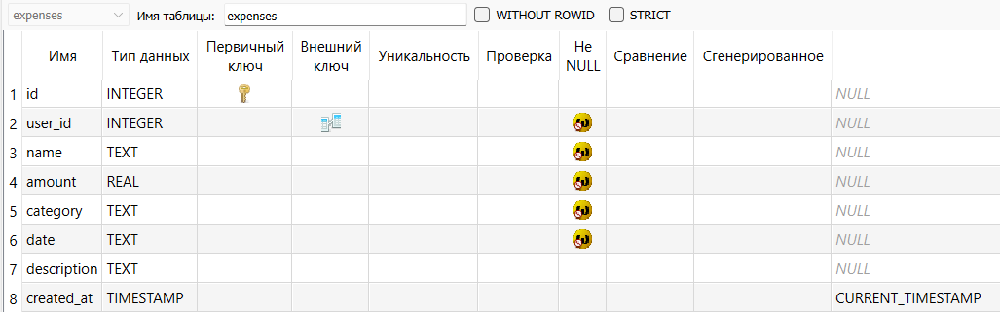 expenses Имя таблицы: expenses WITHOUT ROWID STRICT
Имя Тип данных Первичный ключ Внешний ключ Уникальность Проверка Не NULL Сравнение Сгенерированное
1 id INTEGER NULL
2 user_id INTEGER NULL
3 name TEXT NULL
4 amount REAL NULL
5 category TEXT NULL
6 date TEXT NULL
7 description TEXT NULL
8 created_at TIMESTAMP CURRENT_TIMESTAMP